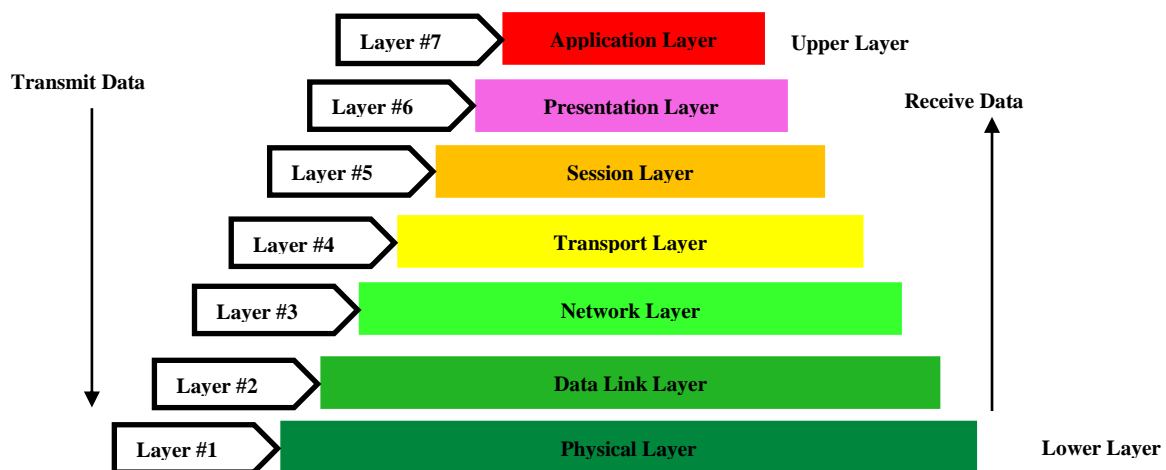 Layer #7 Application Layer Upper Layer
Transmit Data
Layer #6 Presentation Layer Receive Data
Layer #5 Session Layer
Layer #4 Transport Layer
Layer #3 Network Layer
Layer #2 Data Link Layer
Layer #1 Physical Layer Lower Layer